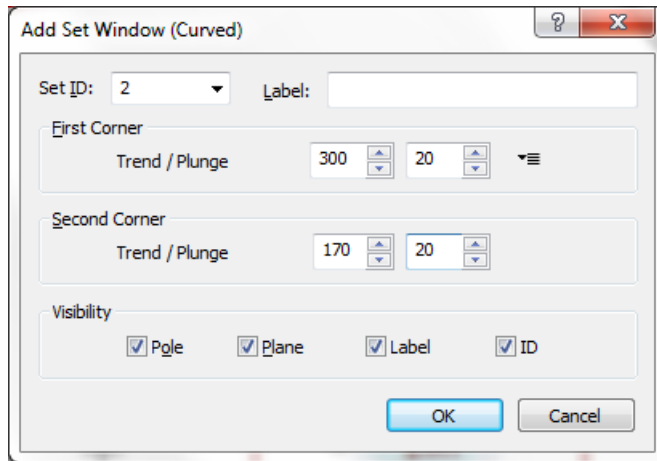 Add Set Window (Curved)
Set ID: 2 Label:
First Corner
Trend / Plunge 300 20
Second Corner
Trend / Plunge 170 20
Visibility
Pole Plane Label ID
OK Cancel